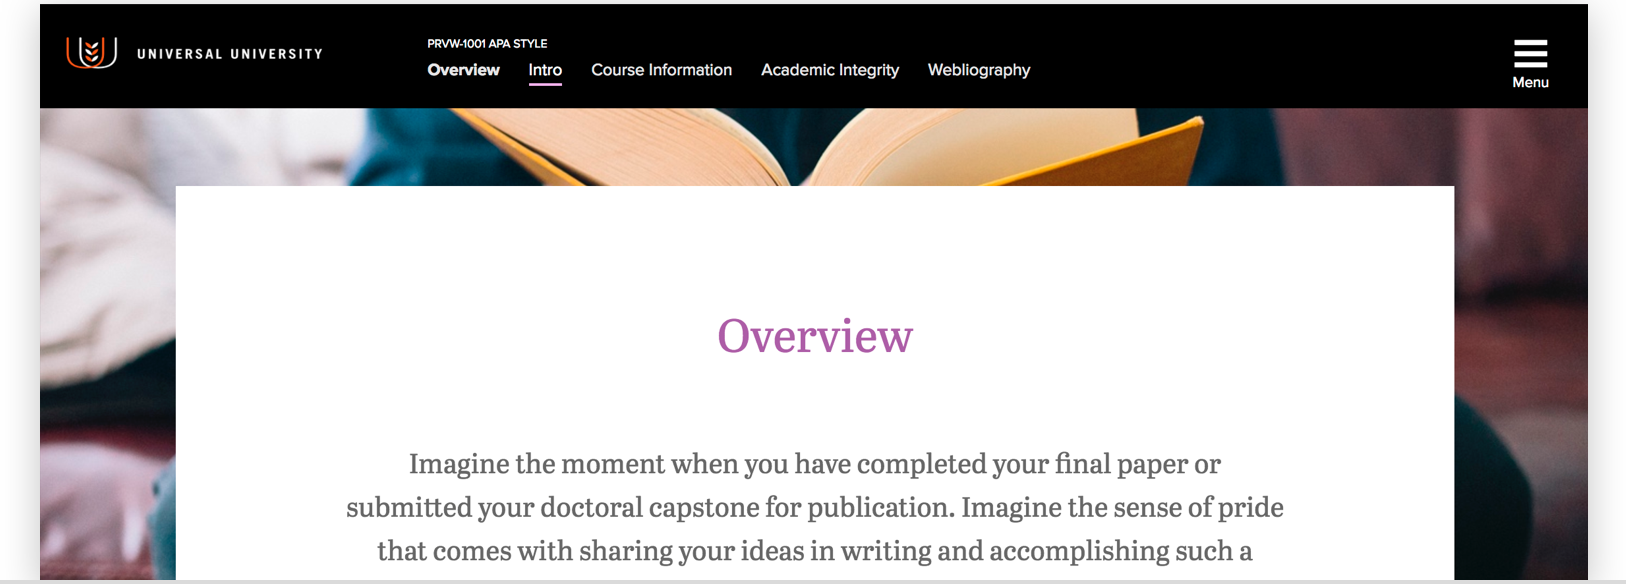 UNIVERSAL UNIVERSITY
PRVW-1001 APA STYLE
Overview Intro Course Information Academic Integrity Webliography
Menu
Overview
Imagine the moment when you have completed your final paper or
submitted your doctoral capstone for publication. Imagine the sense of pride
that comes with sharing your ideas in writing and accomplishing such a